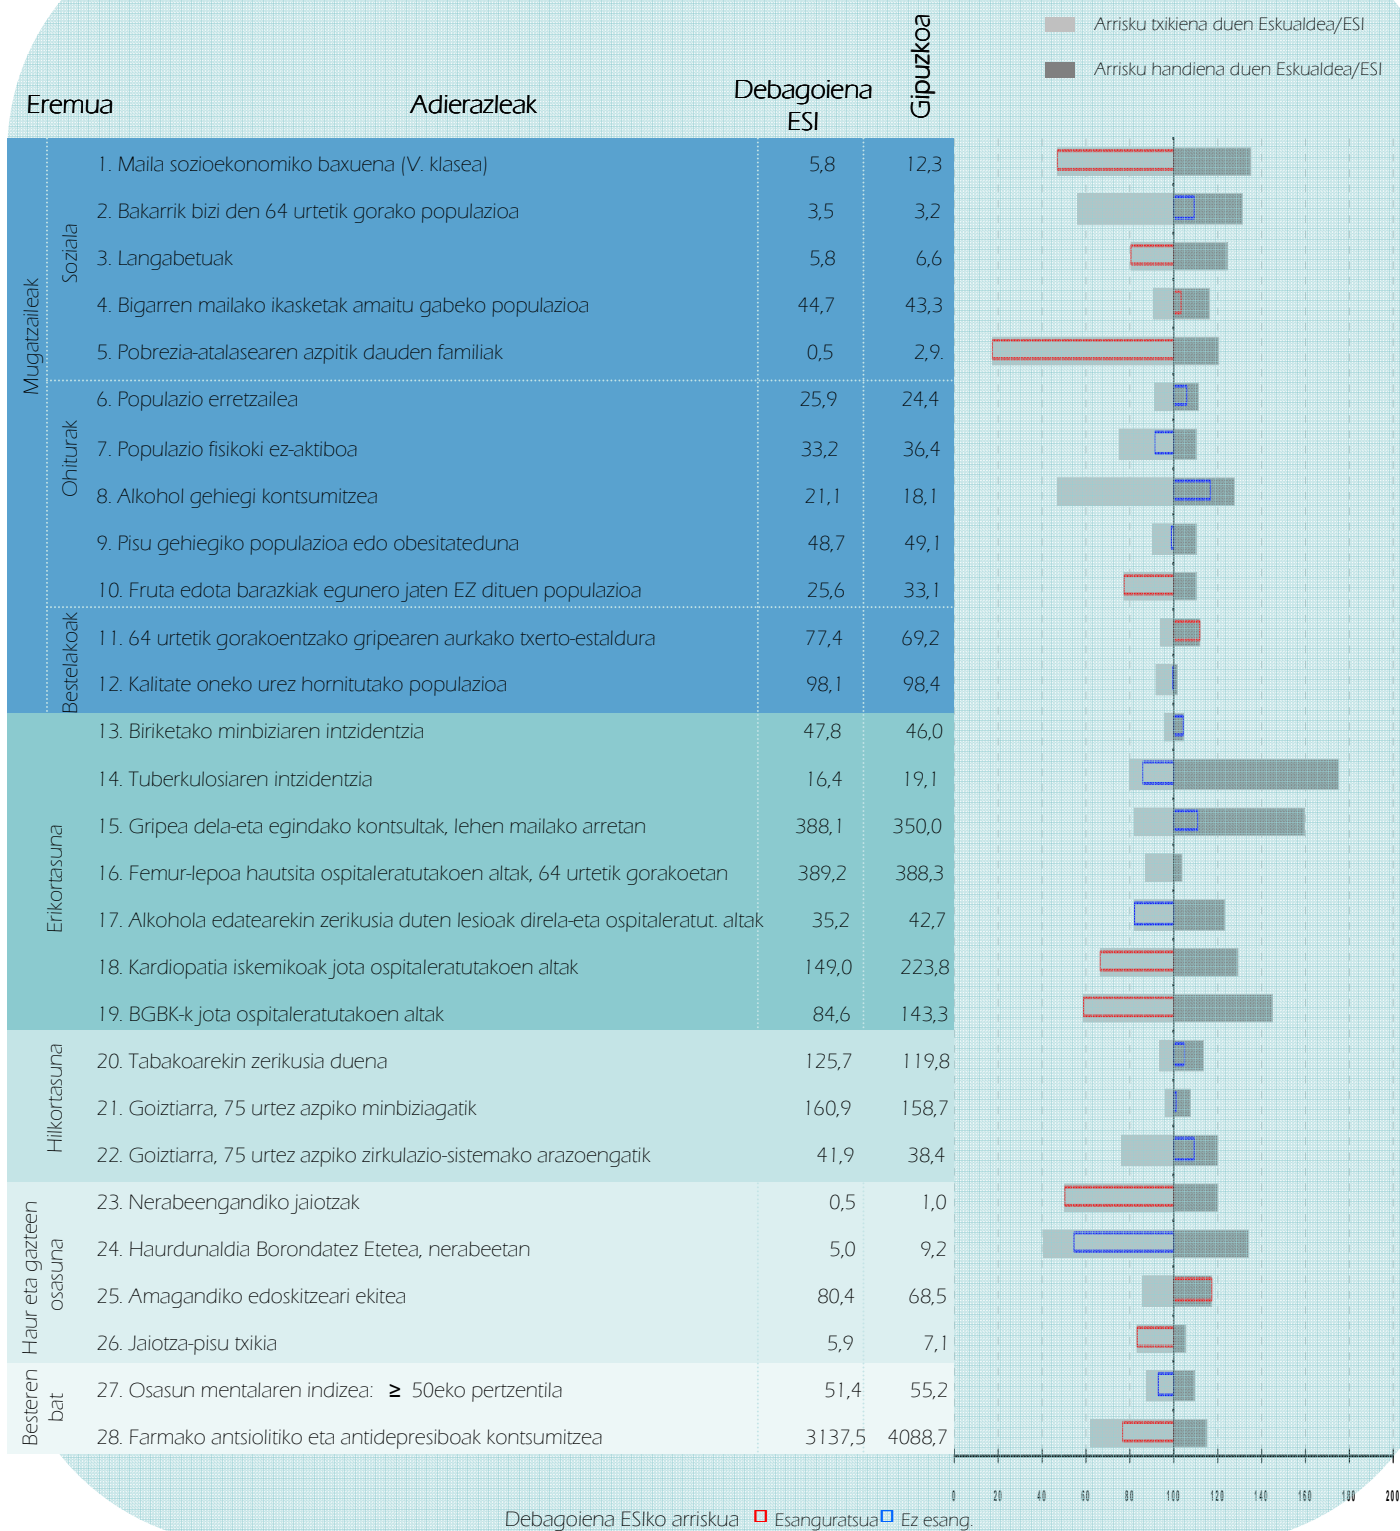 Arrisku txikiena duen Eskualdea/ESI
Arrisku handiena duen Eskualdea/ESI
Eremua Adierazleak Debagoiena ESI Gipuzkoa
Mugatzaileak
Soziala
1. Maila sozioekonomiko baxuena (V. klasea) 5,8 12,3
2. Bakarrik bizi den 64 urtetik gorako populazioa 3,5 3,2
3. Langabetuak 5,8 6,6
4. Bigarren mailako ikasketak amaitu gabeko populazioa 44,7 43,3
5. Pobrezia-atalasearen azpitik dauden familiak 0,5 2,9.
Ohiturak
6. Populazio erretzailea 25,9 24,4
7. Populazio fisikoki ez-aktiboa 33,2 36,4
8. Alkohol gehiegi kontsumitzea 21,1 18,1
9. Pisu gehiegiko populazioa edo obesitateduna 48,7 49,1
10. Fruta edota barazkiak egunero jaten EZ dituen populazioa 25,6 33,1
Bestelakoak
11. 64 urtetik gorakoentzako gripearen aurkako txerto-estaldura 77,4 69,2
12. Kalitate oneko urez hornitutako populazioa 98,1 98,4
Erikortasuna
13. Biriketako minbiziaren intzidentzia 47,8 46,0
14. Tuberkulosiaren intzidentzia 16,4 19,1
15. Gripea dela-eta egindako kontsultak, lehen mailako arretan 388,1 350,0
16. Femur-lepoa hautsita ospitaleratutakoen altak, 64 urtetik gorakoetan 389,2 388,3
17. Alkohola edatearekin zerikusia duten lesioak direla-eta ospitaleratut. altak 35,2 42,7
18. Kardiopatia iskemikoak jota ospitaleratutakoen altak 149,0 223,8
19. BGBK-k jota ospitaleratutakoen altak 84,6 143,3
Hilkortasuna
20. Tabakoarekin zerikusia duena 125,7 119,8
21. Goiztiarra, 75 urtez azpiko minbiziagatik 160,9 158,7
22. Goiztiarra, 75 urtez azpiko zirkulazio-sistemako arazoengatik 41,9 38,4
Haur eta gazteen osasuna
23. Nerabeengandiko jaiotzak 0,5 1,0
24. Haurdunaldia Borondatez Etetea, nerabeetan 5,0 9,2
25. Amagandiko edoskitzeari ekitea 80,4 68,5
26. Jaiotza-pisu txikia 5,9 7,1
Besteren bat
27. Osasun mentalaren indizea: ≥ 50eko pertzentila 51,4 55,2
28. Farmako antsiolitiko eta antidepresiboak kontsumitzea 3137,5 4088,7
0 20 40 60 80 100 120 140 160 180 200
Debagoiena ESIko arriskua Esanguratsua Ez esang.